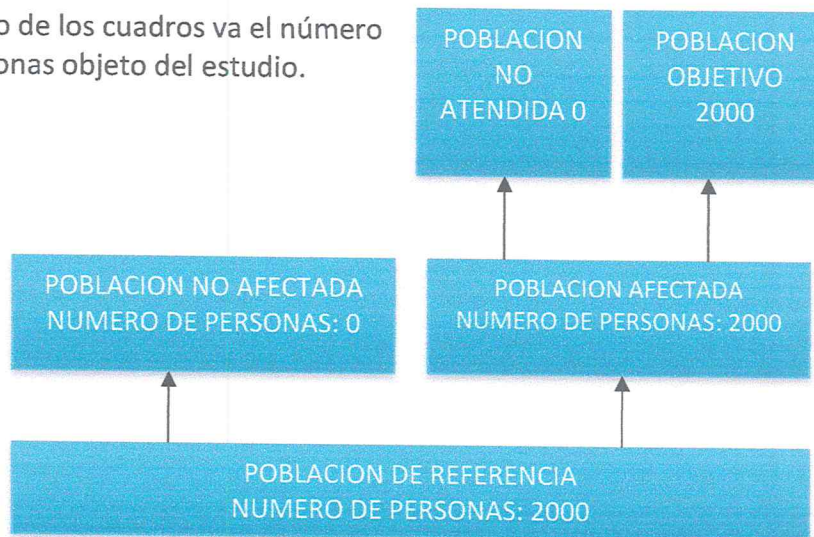 o de los cuadros va el número
onas objeto del estudio.
POBLACION
NO
ATENDIDA 0
POBLACION
OBJETIVO
2000
POBLACION NO AFECTADA
NUMERO DE PERSONAS: 0
POBLACION AFECTADA
NUMERO DE PERSONAS: 2000
POBLACION DE REFERENCIA
NUMERO DE PERSONAS: 2000